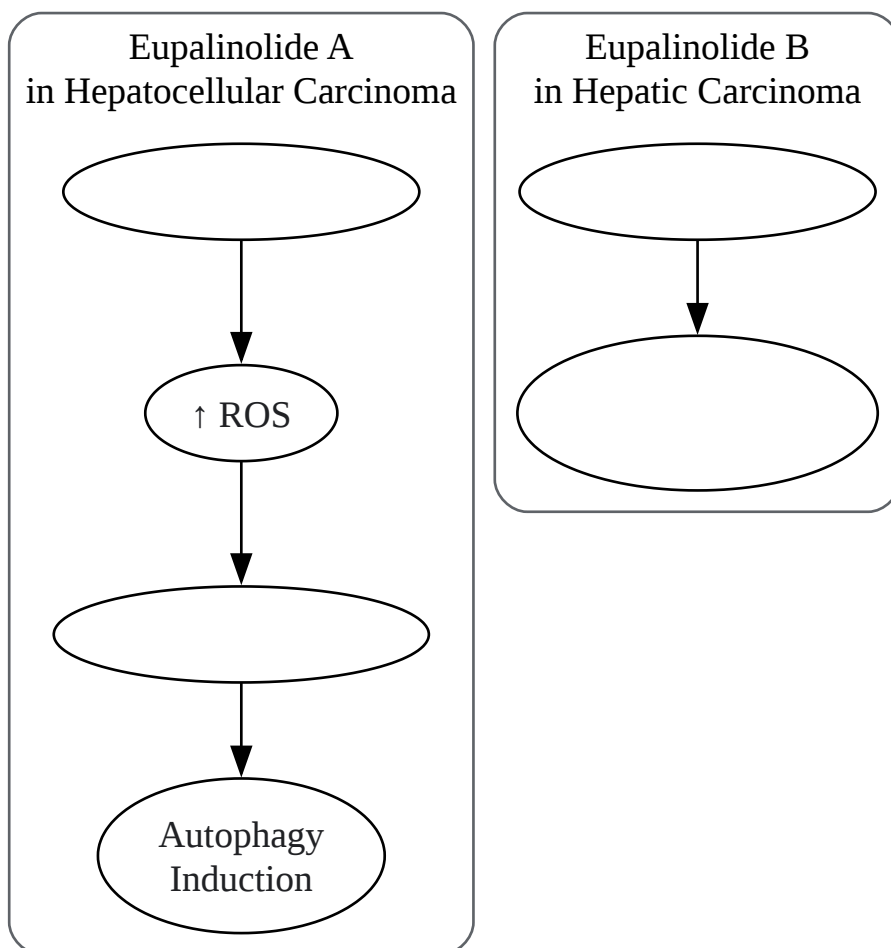 Eupalinolide A
in Hepatocellular Carcinoma
↑ ROS
Autophagy
Induction
Eupalinolide B
in Hepatic Carcinoma